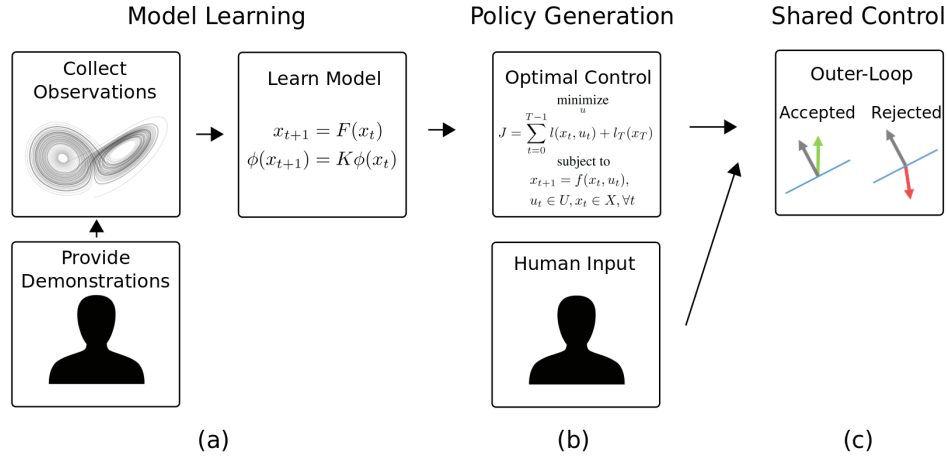 Model Learning
Policy Generation
Shared Control
Collect
Observations
Learn Model
x_{t+1} = F(x_t)
ϕ(x_{t+1}) = Kϕ(x_t)
Provide
Demonstrations
(a)
Optimal Control
minimize
u
J = \sum_{t=0}^{T-1} l(x_t, u_t) + l_T(x_T)
subject to
x_{t+1} = f(x_t, u_t),
u_t ∈ U, x_t ∈ X, ∀t
Human Input
(b)
Outer-Loop
Accepted Rejected
(c)